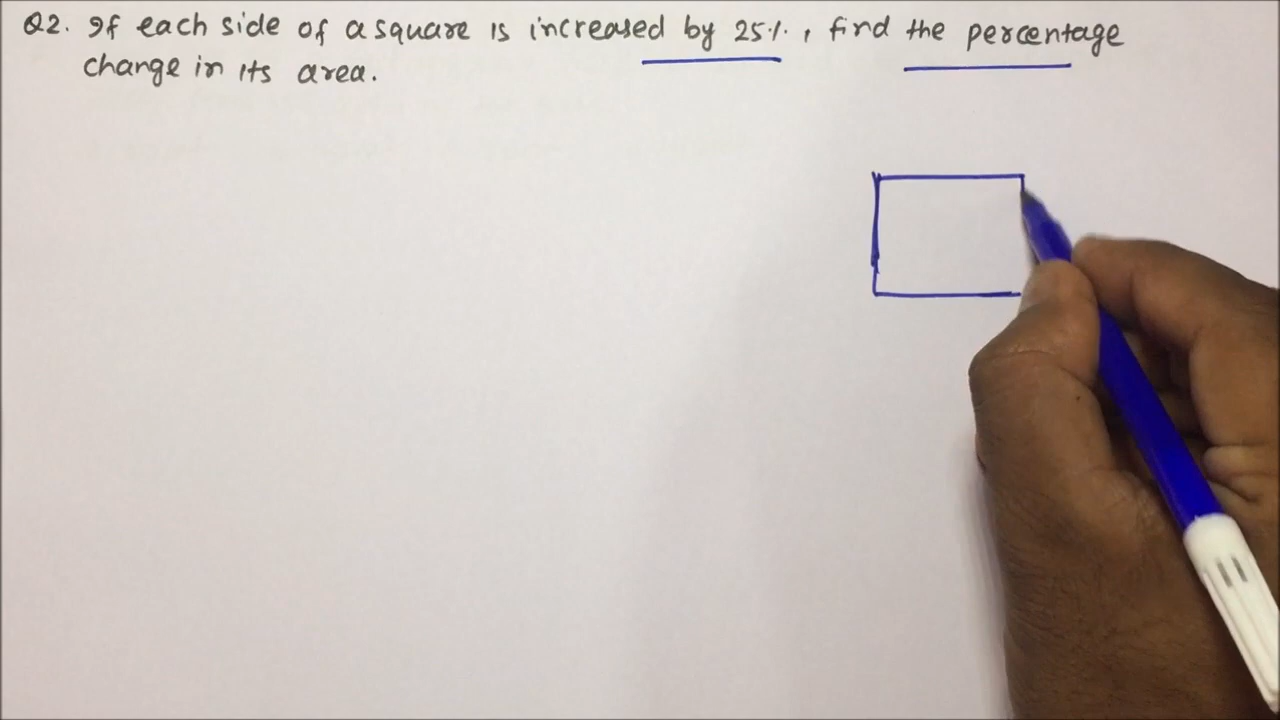 Q2. If each side of a square is increased by 25%, find the percentage
change in its area.